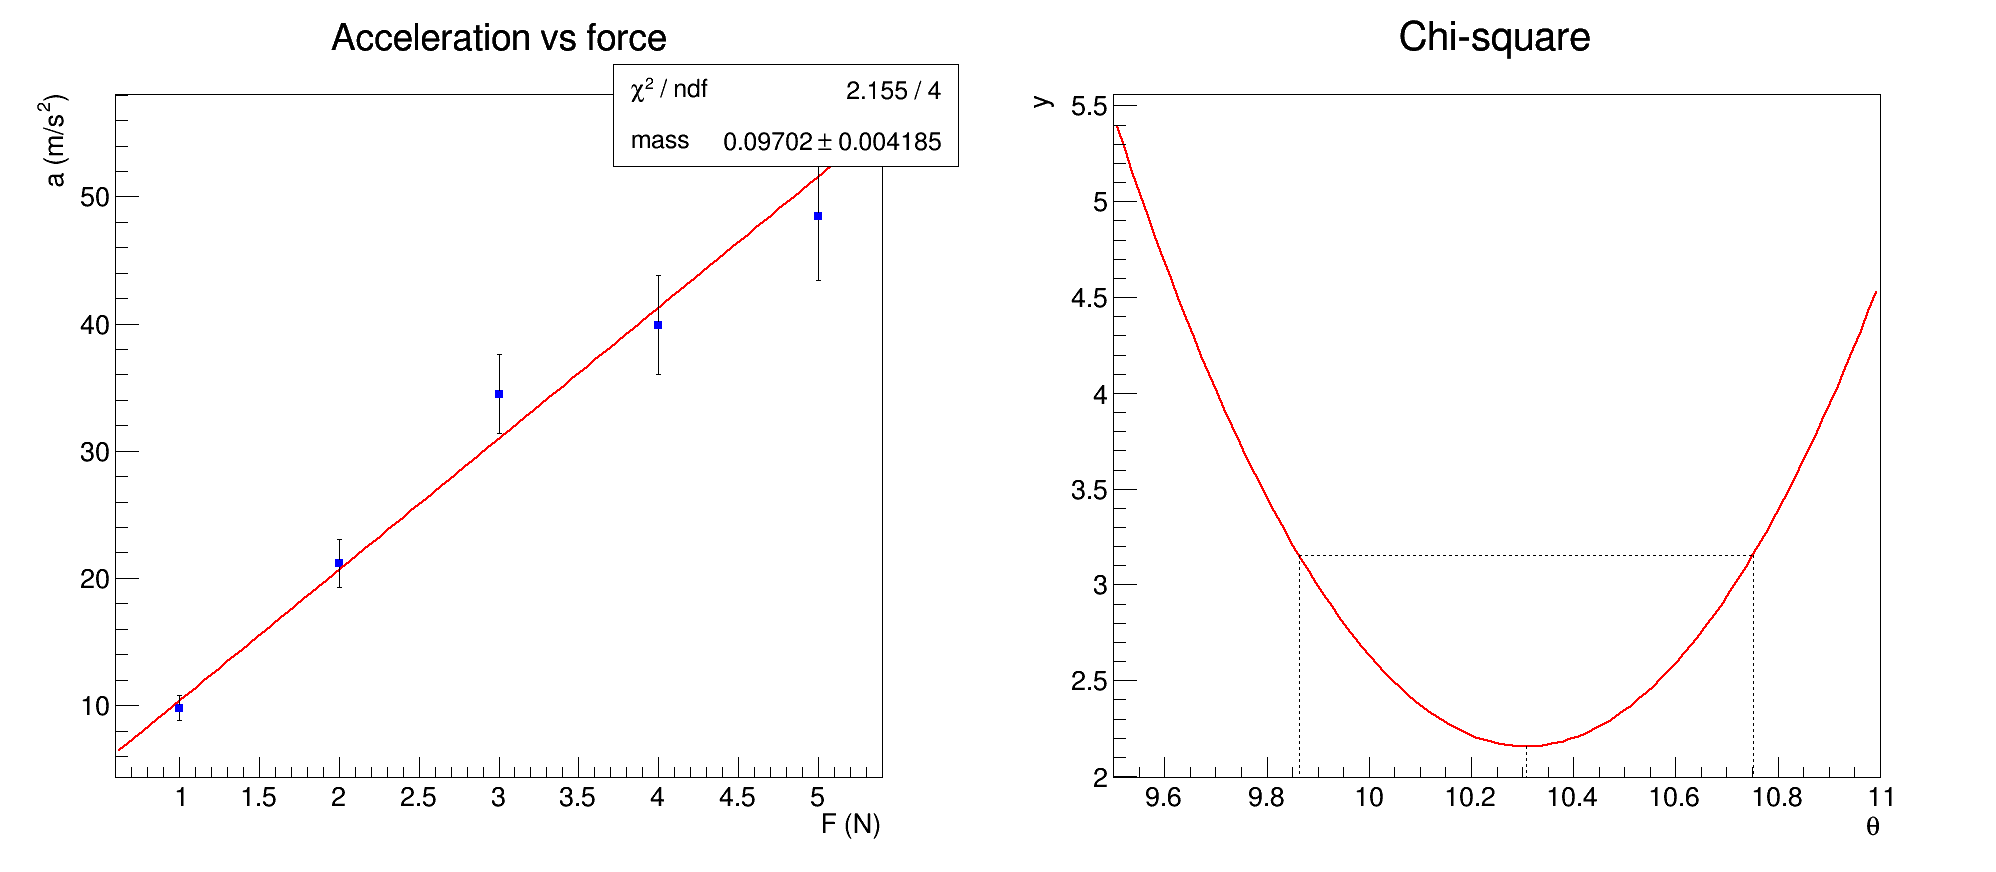 Acceleration vs force
χ² / ndf 2.155 / 4
mass 0.09702 ± 0.004185
a (m/s²)
50
40
30
20
10
1 1.5 2 2.5 3 3.5 4 4.5 5
F (N)
Chi-square
y
5.5
5
4.5
4
3.5
3
2.5
2
9.6 9.8 10 10.2 10.4 10.6 10.8 11
θ